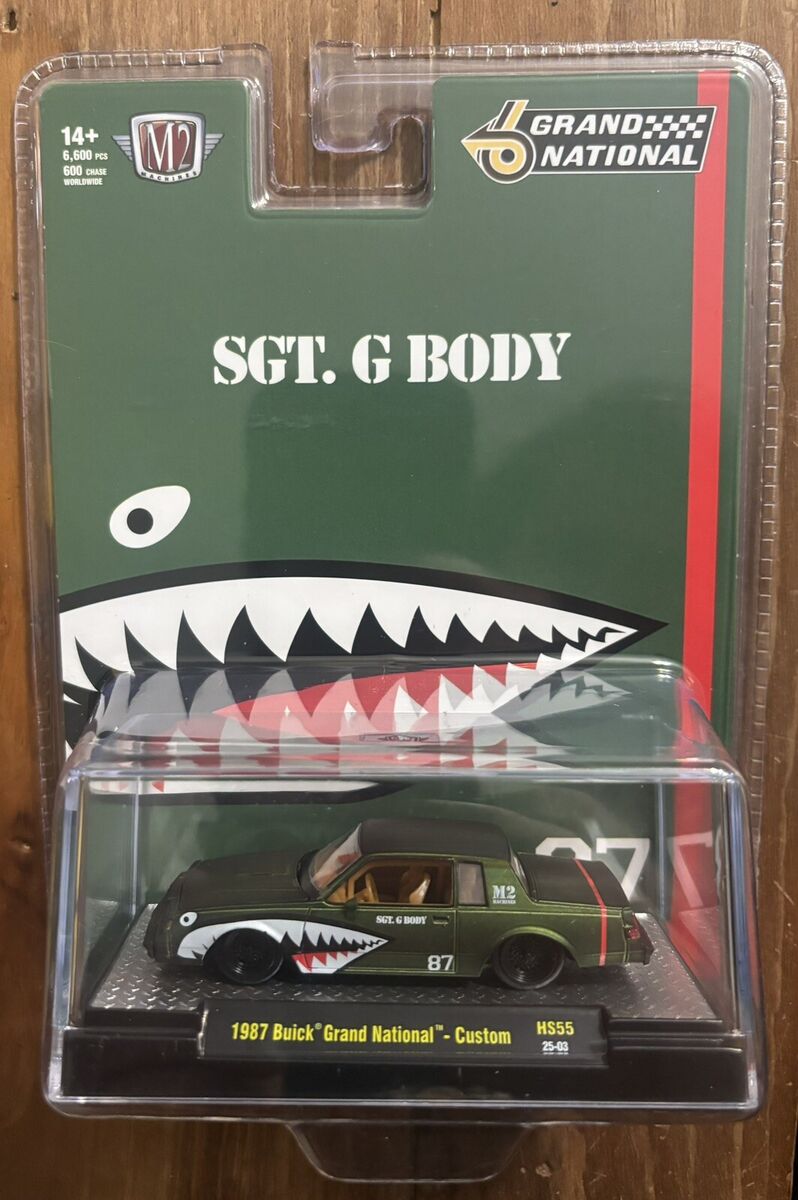 14+
6,600 PCS
600 CHASE
WORLDWIDE
M2
MACHINES
GRAND
NATIONAL
SGT. G BODY
87
M2
MACHINES
SGT. G BODY
87
1987 Buick® Grand National™ - Custom
HS55
25-03